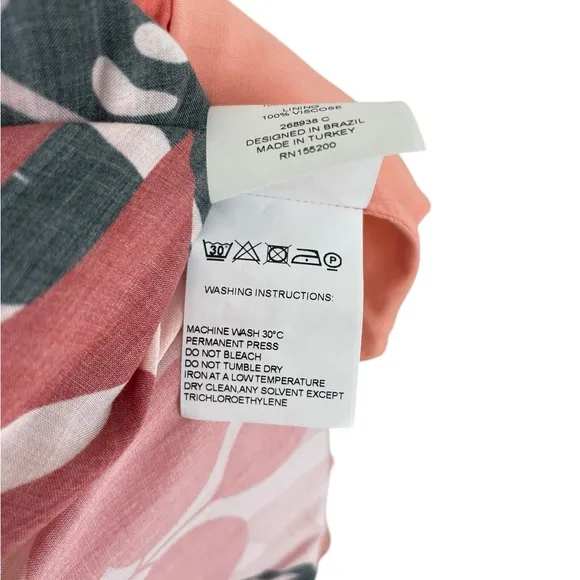 LINING
100% VISCOSE
268938 C
DESIGNED IN BRAZIL
MADE IN TURKEY
RN155200
30°
P
WASHING INSTRUCTIONS:
MACHINE WASH 30°C
PERMANENT PRESS
DO NOT BLEACH
DO NOT TUMBLE DRY
IRON AT A LOW TEMPERATURE
DRY CLEAN,ANY SOLVENT EXCEPT
TRICHLOROETHYLENE